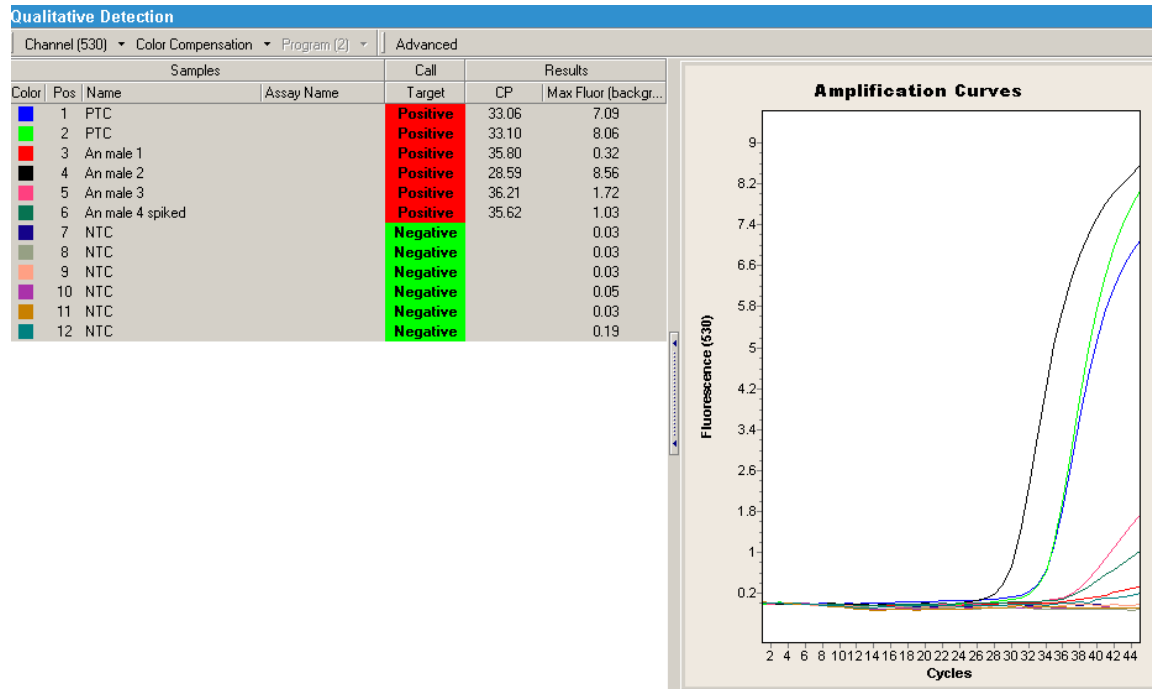 Qualitative Detection
Channel (530) Color Compensation Program (2) Advanced
Samples Call Results
Color Pos Name Assay Name Target CP Max Fluor (backgr...
1 PTC Positive 33.06 7.09
2 PTC Positive 33.10 8.06
3 An male 1 Positive 35.80 0.32
4 An male 2 Positive 28.59 8.56
5 An male 3 Positive 36.21 1.72
6 An male 4 spiked Positive 35.62 1.03
7 NTC Negative 0.03
8 NTC Negative 0.03
9 NTC Negative 0.03
10 NTC Negative 0.05
11 NTC Negative 0.03
12 NTC Negative 0.19
Amplification Curves
Fluorescence (530)
9
8.2
7.4
6.6
5.8
5
4.2
3.4
2.6
1.8
1
0.2
2 4 6 8 10 12 14 16 18 20 22 24 26 28 30 32 34 36 38 40 42 44
Cycles